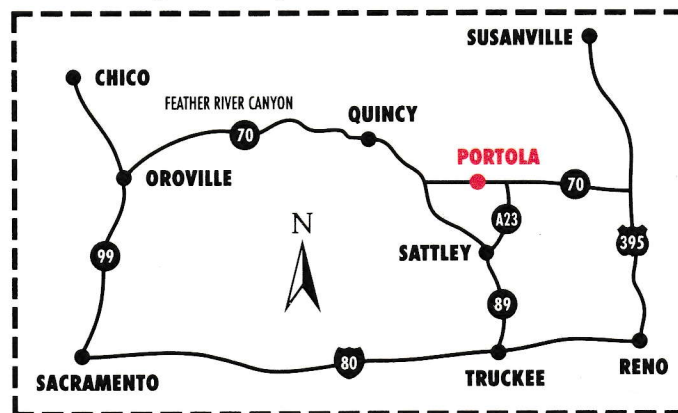 SUSANVILLE
CHICO
FEATHER RIVER CANYON
QUINCY
70
PORTOLA
OROVILLE
70
A23
N
395
99
SATTLEY
89
80
SACRAMENTO
TRUCKEE
RENO